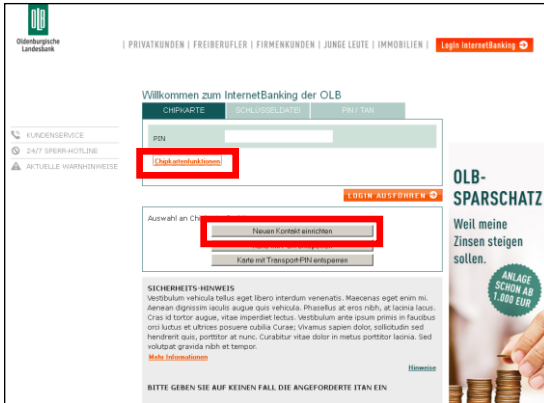 OLB
Oldenburgische
Landesbank
| PRIVATKUNDEN | FREIBERUFLER | FIRMENKUNDEN | JUNGE LEUTE | IMMOBILIEN |
Login InternetBanking
Willkommen zum InternetBanking der OLB
CHIPKARTE
SCHLÜSSELDATEI
PIN / TAN
PIN
Chipkartenfunktionen
LOGIN AUSFÜHREN
KUNDENSERVICE
24/7 SPERR-HOTLINE
AKTUELLE WARNHINWEISE
Auswahl an
Neuen Kontakt einrichten
Karte mit Transport-PIN entsperren
SICHERHEITS-HINWEIS
Vestibulum vehicula tellus eget libero interdum venenatis. Maecenas eget enim mi.
Aenean dignissim iaculis augue quis vehicula. Phasellus at eros nibh, at lacinia lacus.
Cras id tortor augue, vitae imperdiet lectus. Vestibulum ante ipsum primis in faucibus
orci luctus et ultrices posuere cubilia Curae; Vivamus sapien dolor, sollicitudin sed
hendrerit quis, porttitor at nunc. Curabitur vitae dolor in metus porttitor lacinia. Sed
volutpat gravida nibh et tempor.
Mehr Informationen
Hinweise
BITTE GEBEN SIE AUF KEINEN FALL DIE ANGEFORDERTE ITAN EIN
OLB-
SPARSCHATZ
Weil meine
Zinsen steigen
sollen.
ANLAGE
SCHON AB
1.000 EUR